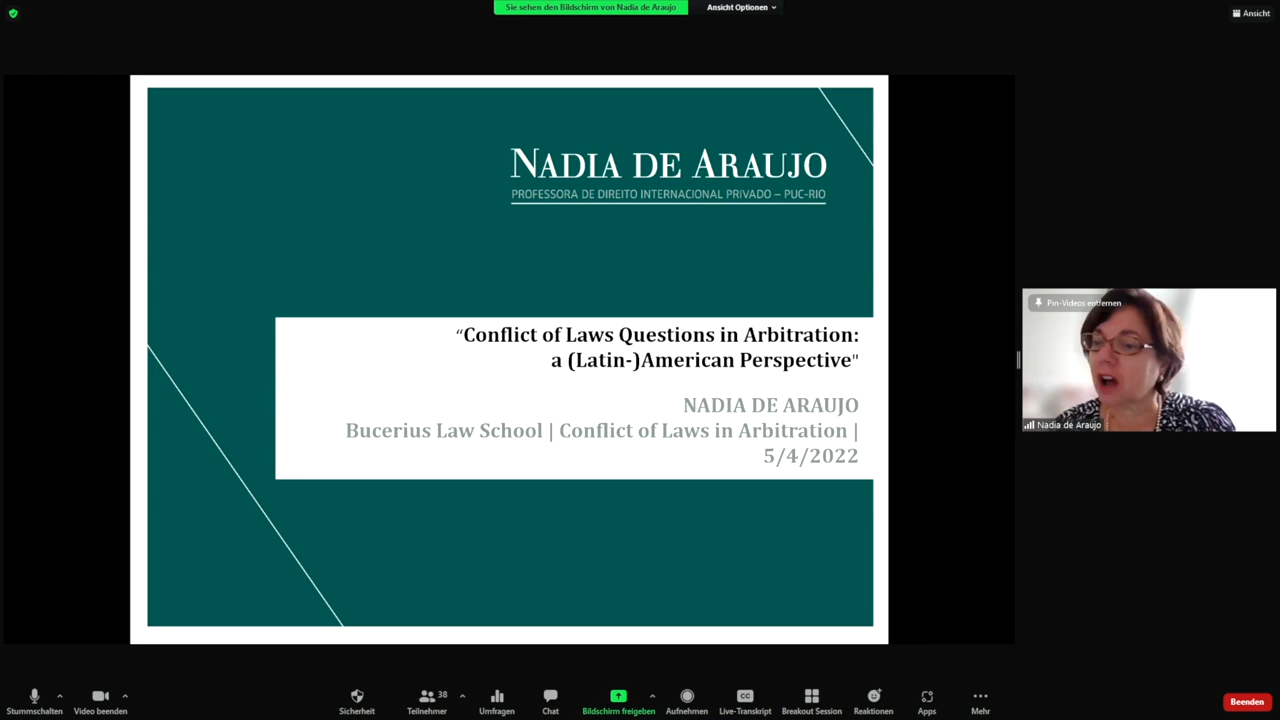 Sie sehen den Bildschirm von Nadia de Araujo
Ansicht Optionen
Ansicht
NADIA DE ARAUJO
PROFESSORA DE DIREITO INTERNACIONAL PRIVADO – PUC-RIO
“Conflict of Laws Questions in Arbitration:
a (Latin-)American Perspective"
NADIA DE ARAUJO
Bucerius Law School | Conflict of Laws in Arbitration |
5/4/2022
Pin-Videos entfernen
Nadia de Araujo
Stummschalten
Video beenden
Sicherheit
38
Teilnehmer
Umfragen
Chat
Bildschirm freigeben
Aufnehmen
CC
Live-Transkript
Breakout Session
Reaktionen
Apps
Mehr
Beenden